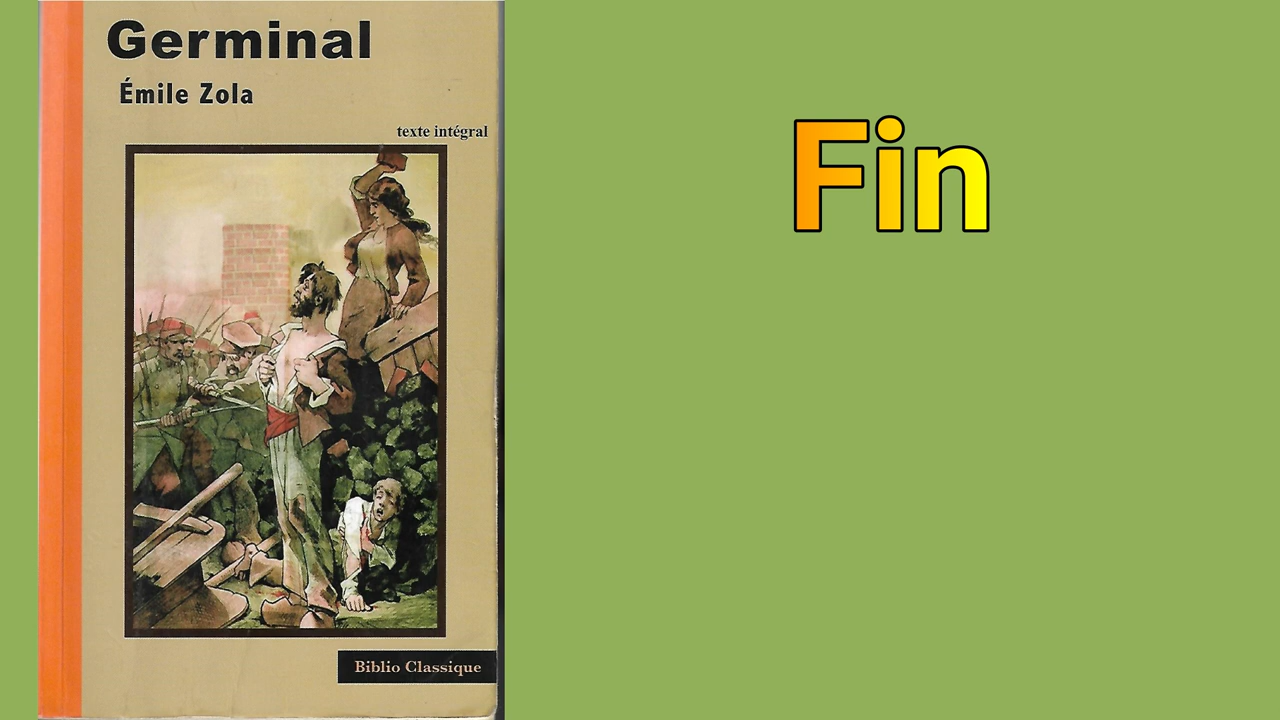 Germinal
Émile Zola
texte intégral
Biblio Classique
Fin